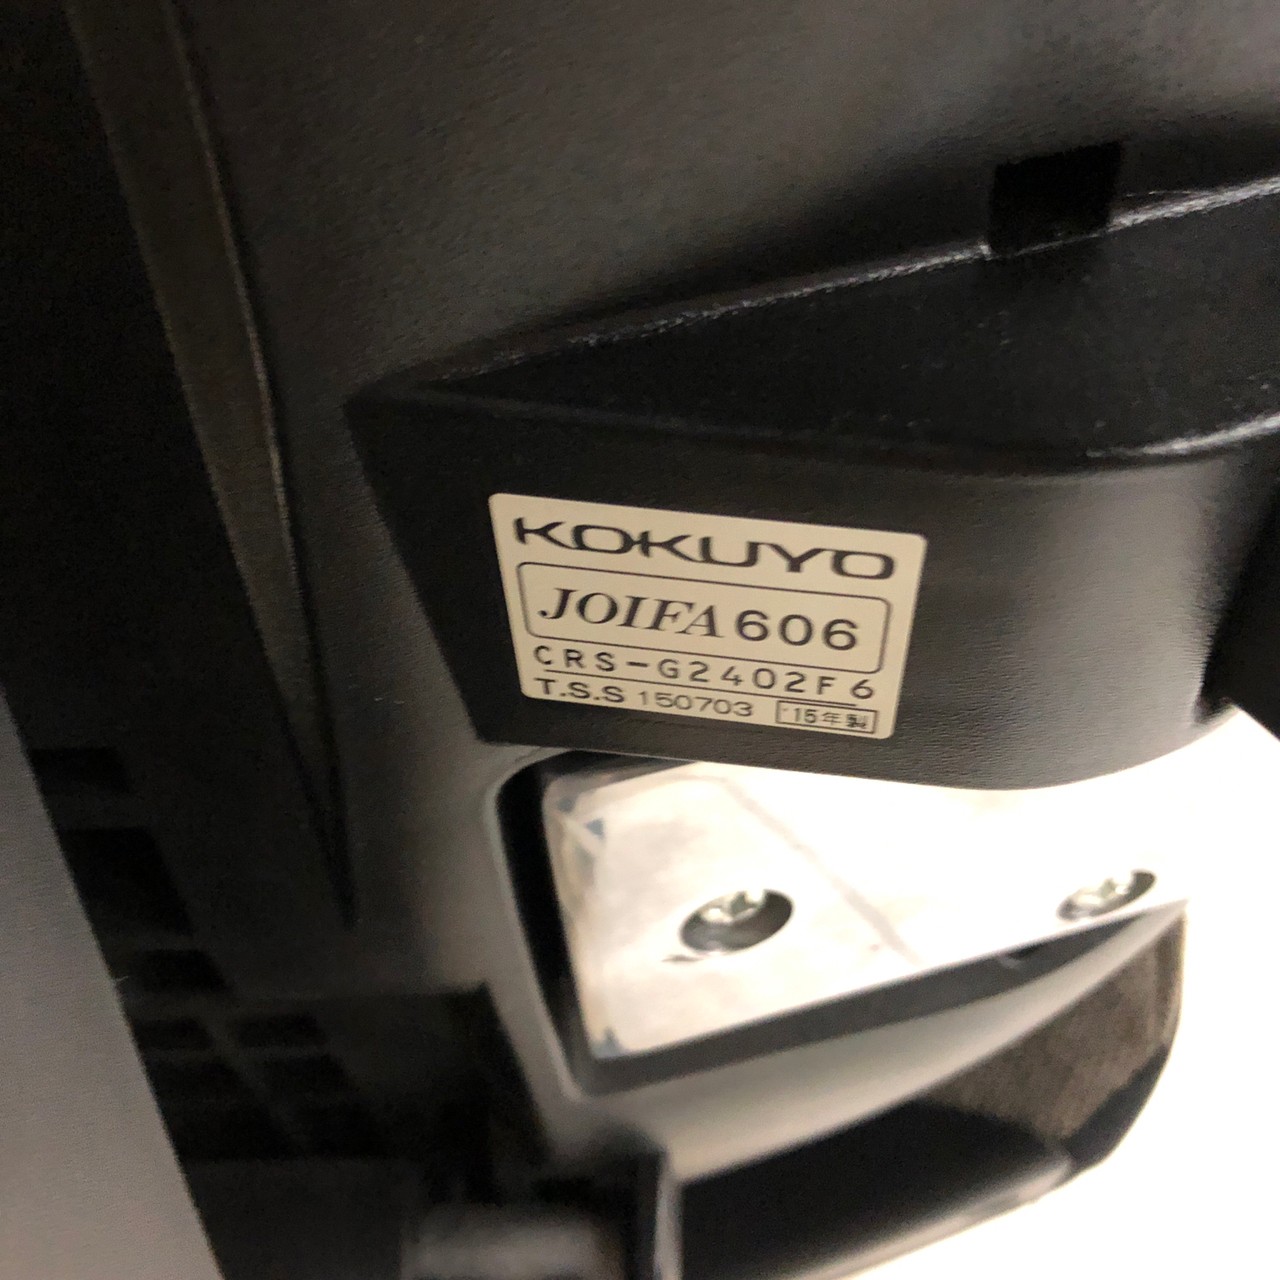 KOKUYO
JOIFA 606
CRS-G2402F6
T.S.S 150703 '15年製